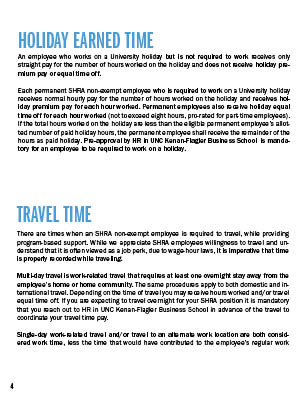 HOLIDAY EARNED TIME
An employee who works on a University holiday but is not required to work receives only
straight pay for the number of hours worked on the holiday and does not receive holiday pre-
mium pay or equal time off.
Each permanent SHRA non-exempt employee who is required to work on a University holiday
receives normal hourly pay for the number of hours worked on the holiday and receives hol-
iday premium pay for each hour worked. Permanent employees also receive holiday equal
time off for each hour worked (not to exceed eight hours, pro-rated for part-time employees).
If the total hours worked on the holiday are less than the eligible permanent employee's allot-
ted number of paid holiday hours, the permanent employee shall receive the remainder of the
hours as paid holiday. Pre-approval by HR in UNC Kenan-Flagler Business School is manda-
tory for an employee to be required to work on a holiday.
TRAVEL TIME
There are times when an SHRA non-exempt employee is required to travel, while providing
program-based support. While we appreciate SHRA employees willingness to travel and un-
derstand that it is often viewed as a job perk, due to wage-hour laws, it is imperative that time
is properly recorded while traveling.
Multi-day travel is work-related travel that requires at least one overnight stay away from the
employee's home or home community. The same procedures apply to both domestic and in-
ternational travel. Depending on the time of travel you may receive hours worked and/or travel
equal time off. If you are expecting to travel overnight for your SHRA position it is mandatory
that you reach out to HR in UNC Kenan-Flagler Business School in advance of the travel to
coordinate your travel time pay.
Single-day work-related travel and/or travel to an alternate work location are both consid-
ered work time, less the time that would have contributed to the employee's regular work
4